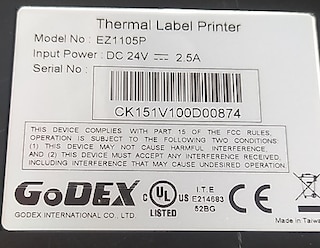 Thermal Label Printer
Model No : EZ1105P
Input Power : DC 24V ⎓ 2.5A
Serial No :
CK151V100D00874
THIS DEVICE COMPLIES WITH PART 15 OF THE FCC RULES.
OPERATION IS SUBJECT TO THE FOLLOWING TWO CONDITIONS
(1) THIS DEVICE MAY NOT CAUSE HARMFUL INTERFERENCE, AND
(2) THIS DEVICE MUST ACCEPT ANY INTERFERENCE RECEIVED,
INCLUDING INTERFERENCE THAT MAY CAUSE UNDESIRED OPERATION.
GoDEX
GODEX INTERNATIONAL CO., LTD.
C UL US
LISTED
I.T.E
E214683
52BG
CE
Made in Taiwan